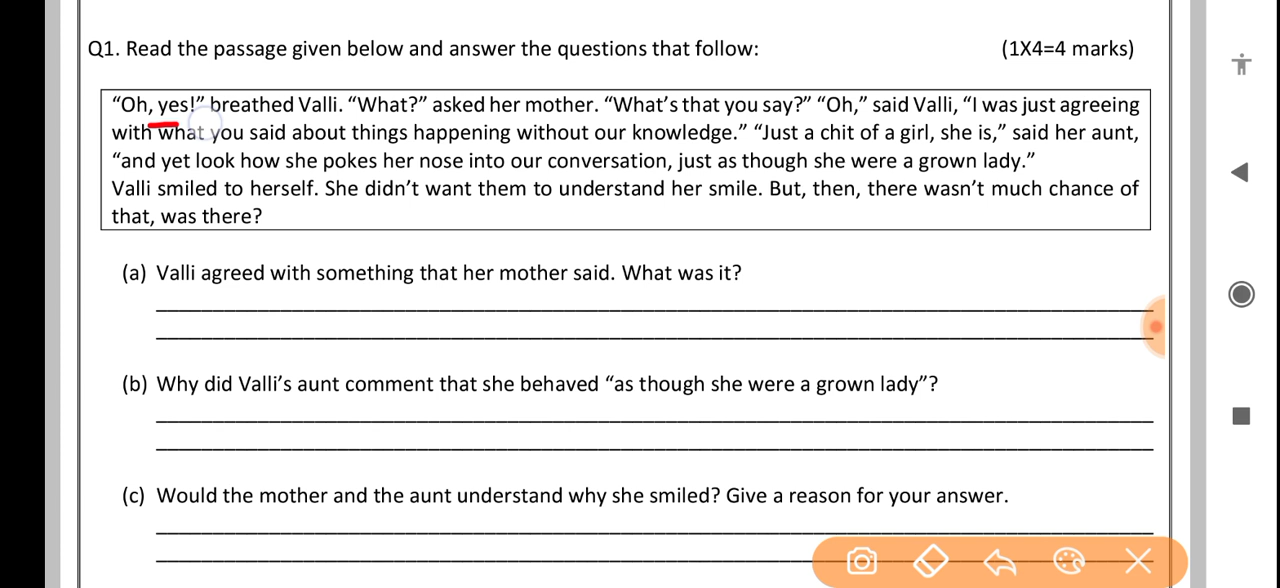 Q1. Read the passage given below and answer the questions that follow: (1X4=4 marks)
“Oh, yes!” breathed Valli. “What?” asked her mother. “What’s that you say?” “Oh,” said Valli, “I was just agreeing
with what you said about things happening without our knowledge.” “Just a chit of a girl, she is,” said her aunt,
“and yet look how she pokes her nose into our conversation, just as though she were a grown lady.”
Valli smiled to herself. She didn’t want them to understand her smile. But, then, there wasn’t much chance of
that, was there?
(a) Valli agreed with something that her mother said. What was it?
(b) Why did Valli’s aunt comment that she behaved “as though she were a grown lady”?
(c) Would the mother and the aunt understand why she smiled? Give a reason for your answer.